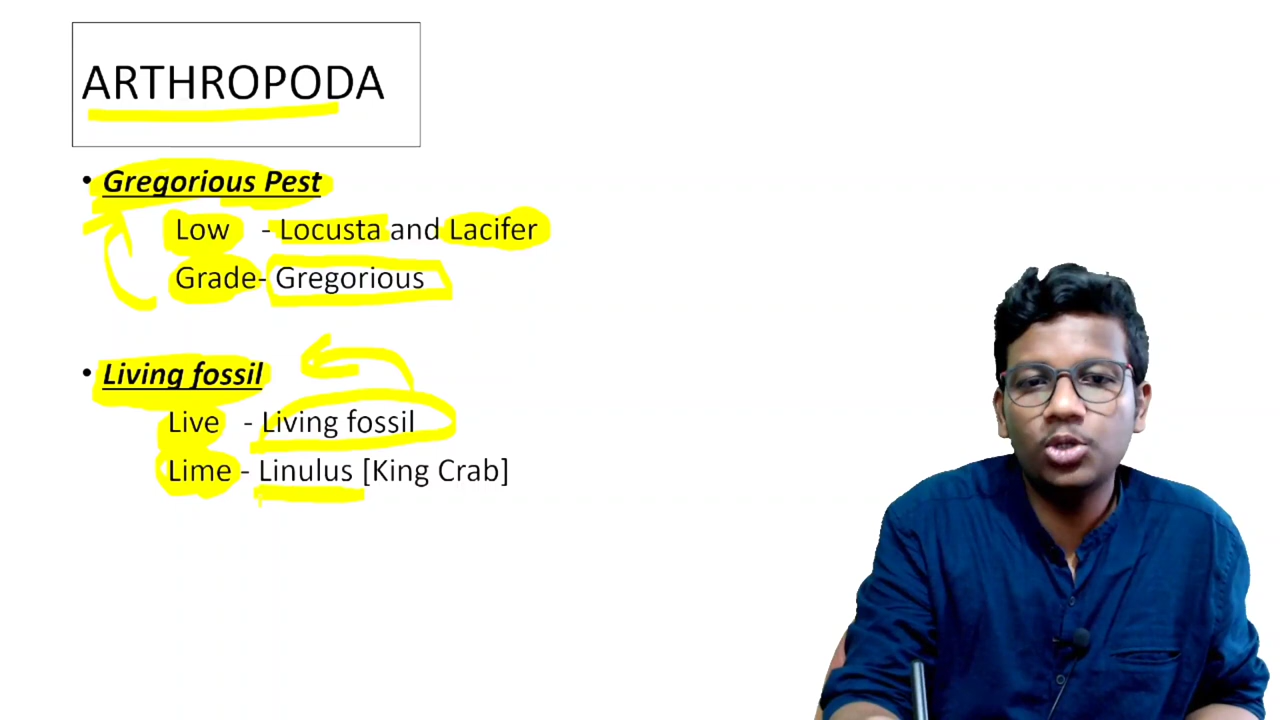 ARTHROPODA
• Gregorious Pest
Low - Locusta and Lacifer
Grade- Gregorious
• Living fossil
Live - Living fossil
Lime - Linulus [King Crab]